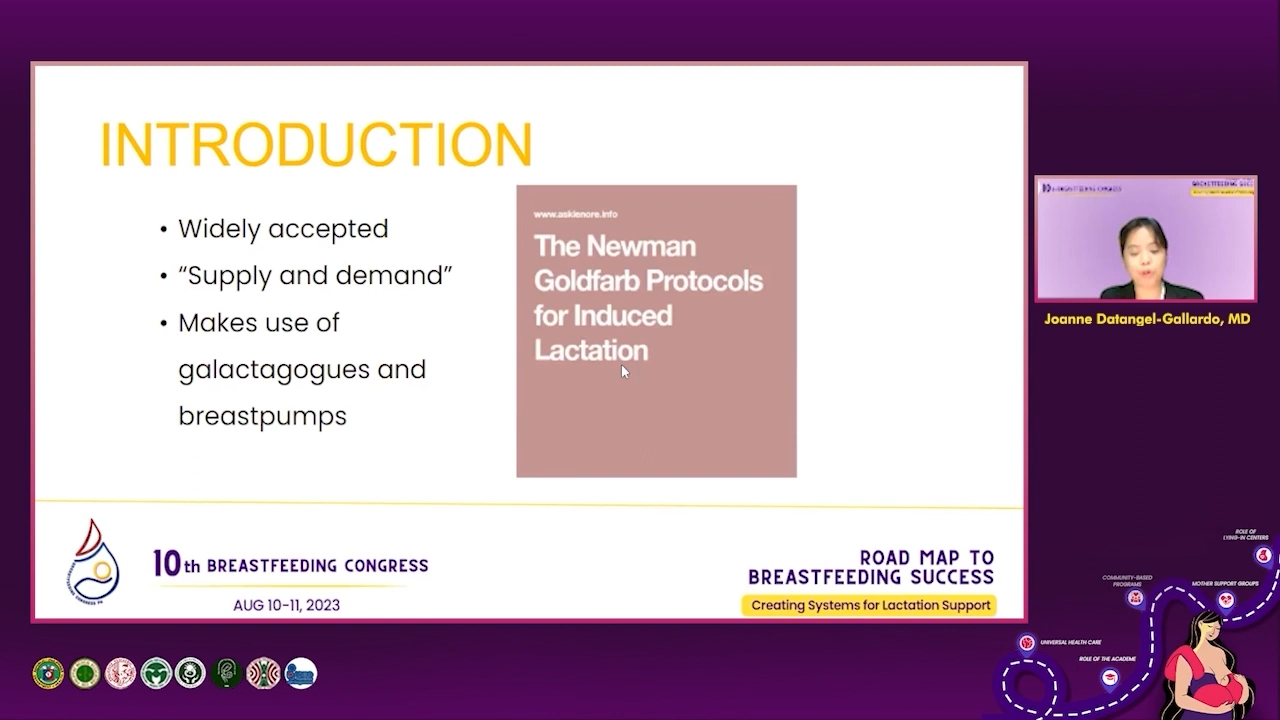 INTRODUCTION
• Widely accepted
• “Supply and demand”
• Makes use of
galactagogues and
breastpumps
www.asklenore.info
The Newman
Goldfarb Protocols
for Induced
Lactation
10th BREASTFEEDING CONGRESS
AUG 10-11, 2023
ROAD MAP TO
BREASTFEEDING SUCCESS
Creating Systems for Lactation Support
Joanne Datangel-Gallardo, MD
ROLE OF
LYING-IN CENTERS
COMMUNITY-BASED
PROGRAMS
MOTHER SUPPORT GROUPS
UNIVERSAL HEALTH CARE
ROLE OF THE ACADEME